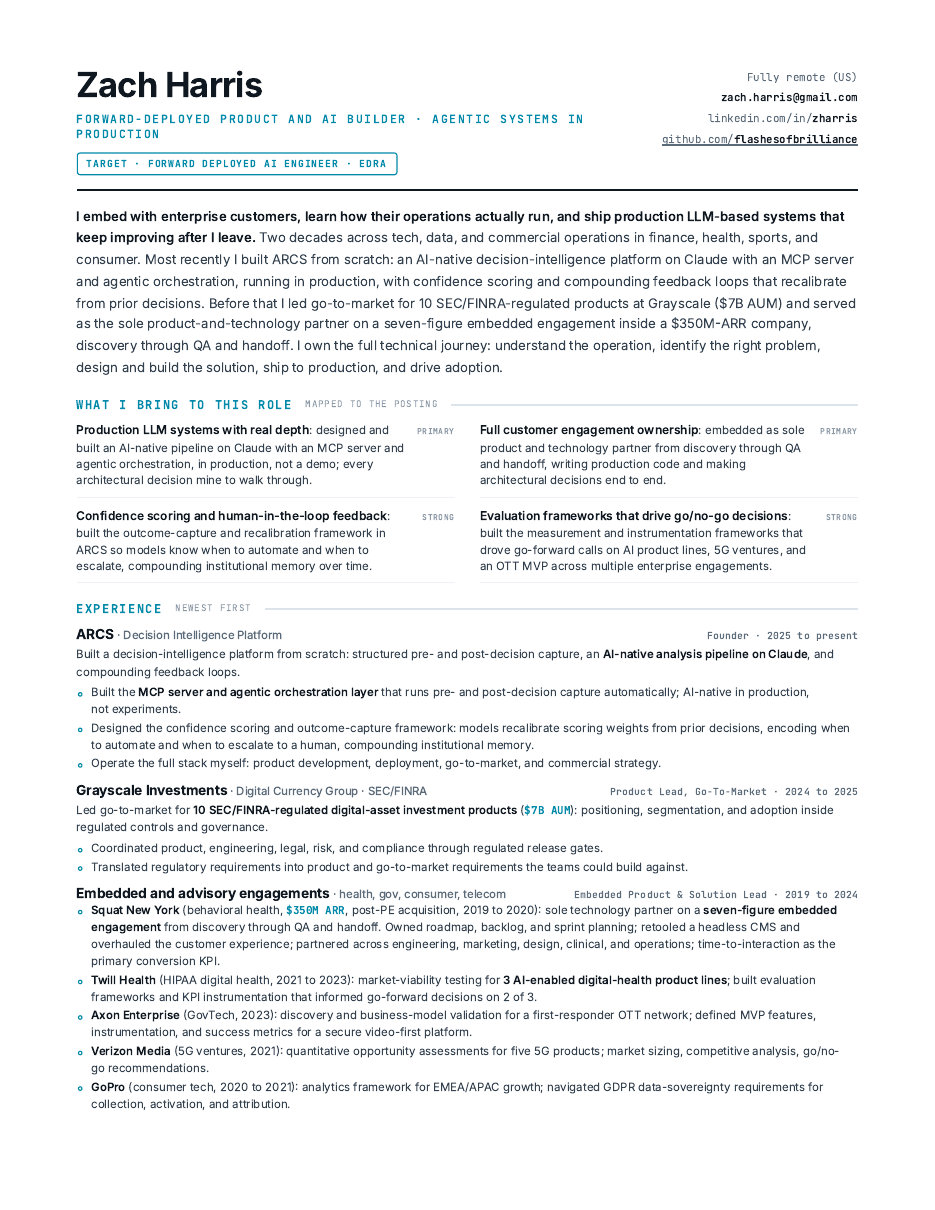 Zach Harris
FORWARD-DEPLOYED PRODUCT AND AI BUILDER · AGENTIC SYSTEMS IN
PRODUCTION
TARGET · FORWARD DEPLOYED AI ENGINEER · EDRA
Fully remote (US)
zach.harris@gmail.com
linkedin.com/in/zharris
github.com/flashesofbrilliance
I embed with enterprise customers, learn how their operations actually run, and ship production LLM-based systems that
keep improving after I leave. Two decades across tech, data, and commercial operations in finance, health, sports, and
consumer. Most recently I built ARCS from scratch: an AI-native decision-intelligence platform on Claude with an MCP server
and agentic orchestration, running in production, with confidence scoring and compounding feedback loops that recalibrate
from prior decisions. Before that I led go-to-market for 10 SEC/FINRA-regulated products at Grayscale ($7B AUM) and served
as the sole product-and-technology partner on a seven-figure embedded engagement inside a $350M-ARR company,
discovery through QA and handoff. I own the full technical journey: understand the operation, identify the right problem,
design and build the solution, ship to production, and drive adoption.
WHAT I BRING TO THIS ROLE MAPPED TO THE POSTING
Production LLM systems with real depth: designed and PRIMARY
built an AI-native pipeline on Claude with an MCP server and
agentic orchestration, in production, not a demo; every
architectural decision mine to walk through.
Full customer engagement ownership: embedded as sole PRIMARY
product and technology partner from discovery through QA
and handoff, writing production code and making
architectural decisions end to end.
Confidence scoring and human-in-the-loop feedback: STRONG
built the outcome-capture and recalibration framework in
ARCS so models know when to automate and when to
escalate, compounding institutional memory over time.
Evaluation frameworks that drive go/no-go decisions: STRONG
built the measurement and instrumentation frameworks that
drove go-forward calls on AI product lines, 5G ventures, and
an OTT MVP across multiple enterprise engagements.
EXPERIENCE NEWEST FIRST
ARCS · Decision Intelligence Platform Founder · 2025 to present
Built a decision-intelligence platform from scratch: structured pre- and post-decision capture, an AI-native analysis pipeline on Claude, and
compounding feedback loops.
Built the MCP server and agentic orchestration layer that runs pre- and post-decision capture automatically; AI-native in production,
not experiments.
Designed the confidence scoring and outcome-capture framework: models recalibrate scoring weights from prior decisions, encoding when
to automate and when to escalate to a human, compounding institutional memory.
Operate the full stack myself: product development, deployment, go-to-market, and commercial strategy.
Grayscale Investments · Digital Currency Group · SEC/FINRA Product Lead, Go-To-Market · 2024 to 2025
Led go-to-market for 10 SEC/FINRA-regulated digital-asset investment products ($7B AUM): positioning, segmentation, and adoption inside
regulated controls and governance.
Coordinated product, engineering, legal, risk, and compliance through regulated release gates.
Translated regulatory requirements into product and go-to-market requirements the teams could build against.
Embedded and advisory engagements · health, gov, consumer, telecom Embedded Product & Solution Lead · 2019 to 2024
Squat New York (behavioral health, $350M ARR, post-PE acquisition, 2019 to 2020): sole technology partner on a seven-figure embedded
engagement from discovery through QA and handoff. Owned roadmap, backlog, and sprint planning; retooled a headless CMS and
overhauled the customer experience; partnered across engineering, marketing, design, clinical, and operations; time-to-interaction as the
primary conversion KPI.
Twill Health (HIPAA digital health, 2021 to 2023): market-viability testing for 3 AI-enabled digital-health product lines; built evaluation
frameworks and KPI instrumentation that informed go-forward decisions on 2 of 3.
Axon Enterprise (GovTech, 2023): discovery and business-model validation for a first-responder OTT network; defined MVP features,
instrumentation, and success metrics for a secure video-first platform.
Verizon Media (5G ventures, 2021): quantitative opportunity assessments for five 5G products; market sizing, competitive analysis, go/no-
go recommendations.
GoPro (consumer tech, 2020 to 2021): analytics framework for EMEA/APAC growth; navigated GDPR data-sovereignty requirements for
collection, activation, and attribution.